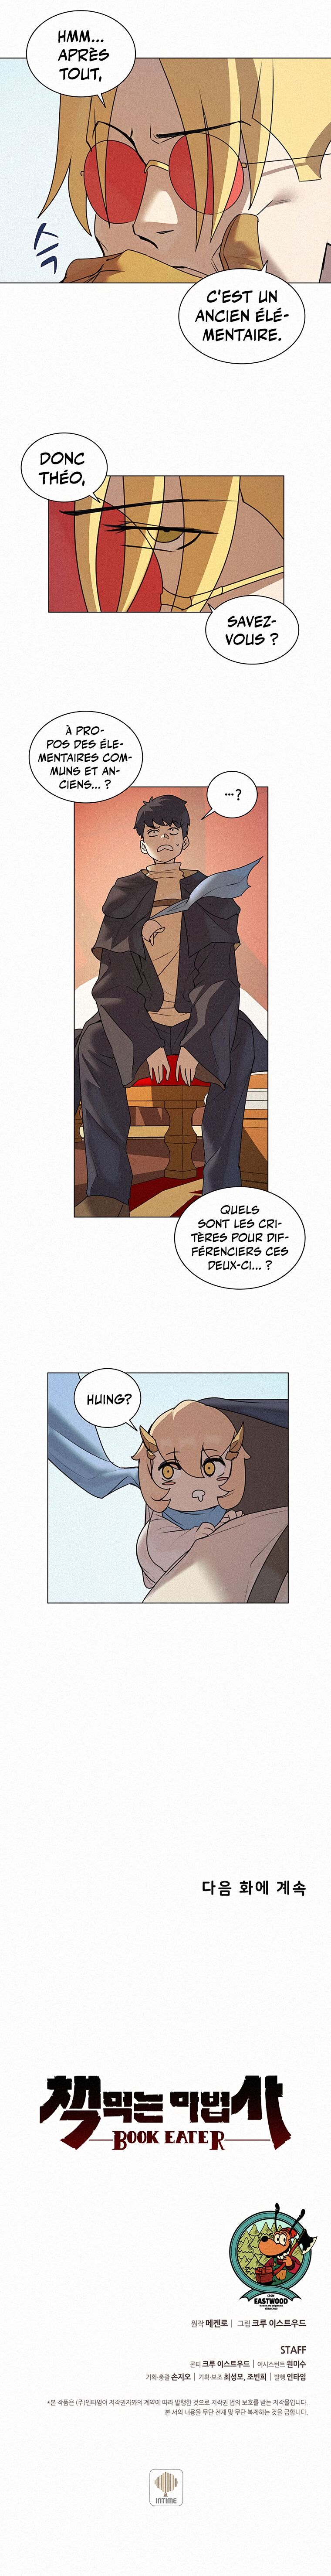 HMM...
APRÈS
TOUT,
C'EST UN
ANCIEN ÉLÉ-
MENTAIRE.
DONC
THÉO,
SAVEZ-
VOUS ?
À PRO-
POS DES ÉLE-
MENTAIRES COM-
MUNS ET AN-
CIENS... ?
...?
QUELS
SONT LES CRI-
TÈRES POUR DIF-
FÉRENCIERS CES
DEUX-CI... ?
HUING?
다음 화에 계속
책 먹는 마법사
BOOK EATER
EASTWOOD
원작 메켄로 | 그림 크루 이스트우드
STAFF
콘티 크루 이스트우드 | 어시스턴트 원미수
기획·총괄 손지오 | 기획·보조 최성모, 조빈희 | 발행 인타임
*본 작품은 (주)인타임이 저작권자와의 계약에 따라 발행한 것으로 저작권 법의 보호를 받는 저작물입니다.
본 서의 내용을 무단 전재 및 무단 복제하는 것을 금합니다.
INTIME